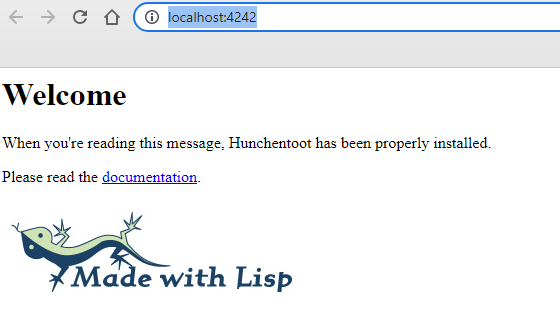 localhost:4242
Welcome
When you're reading this message, Hunchentoot has been properly installed.
Please read the documentation.
Made with Lisp